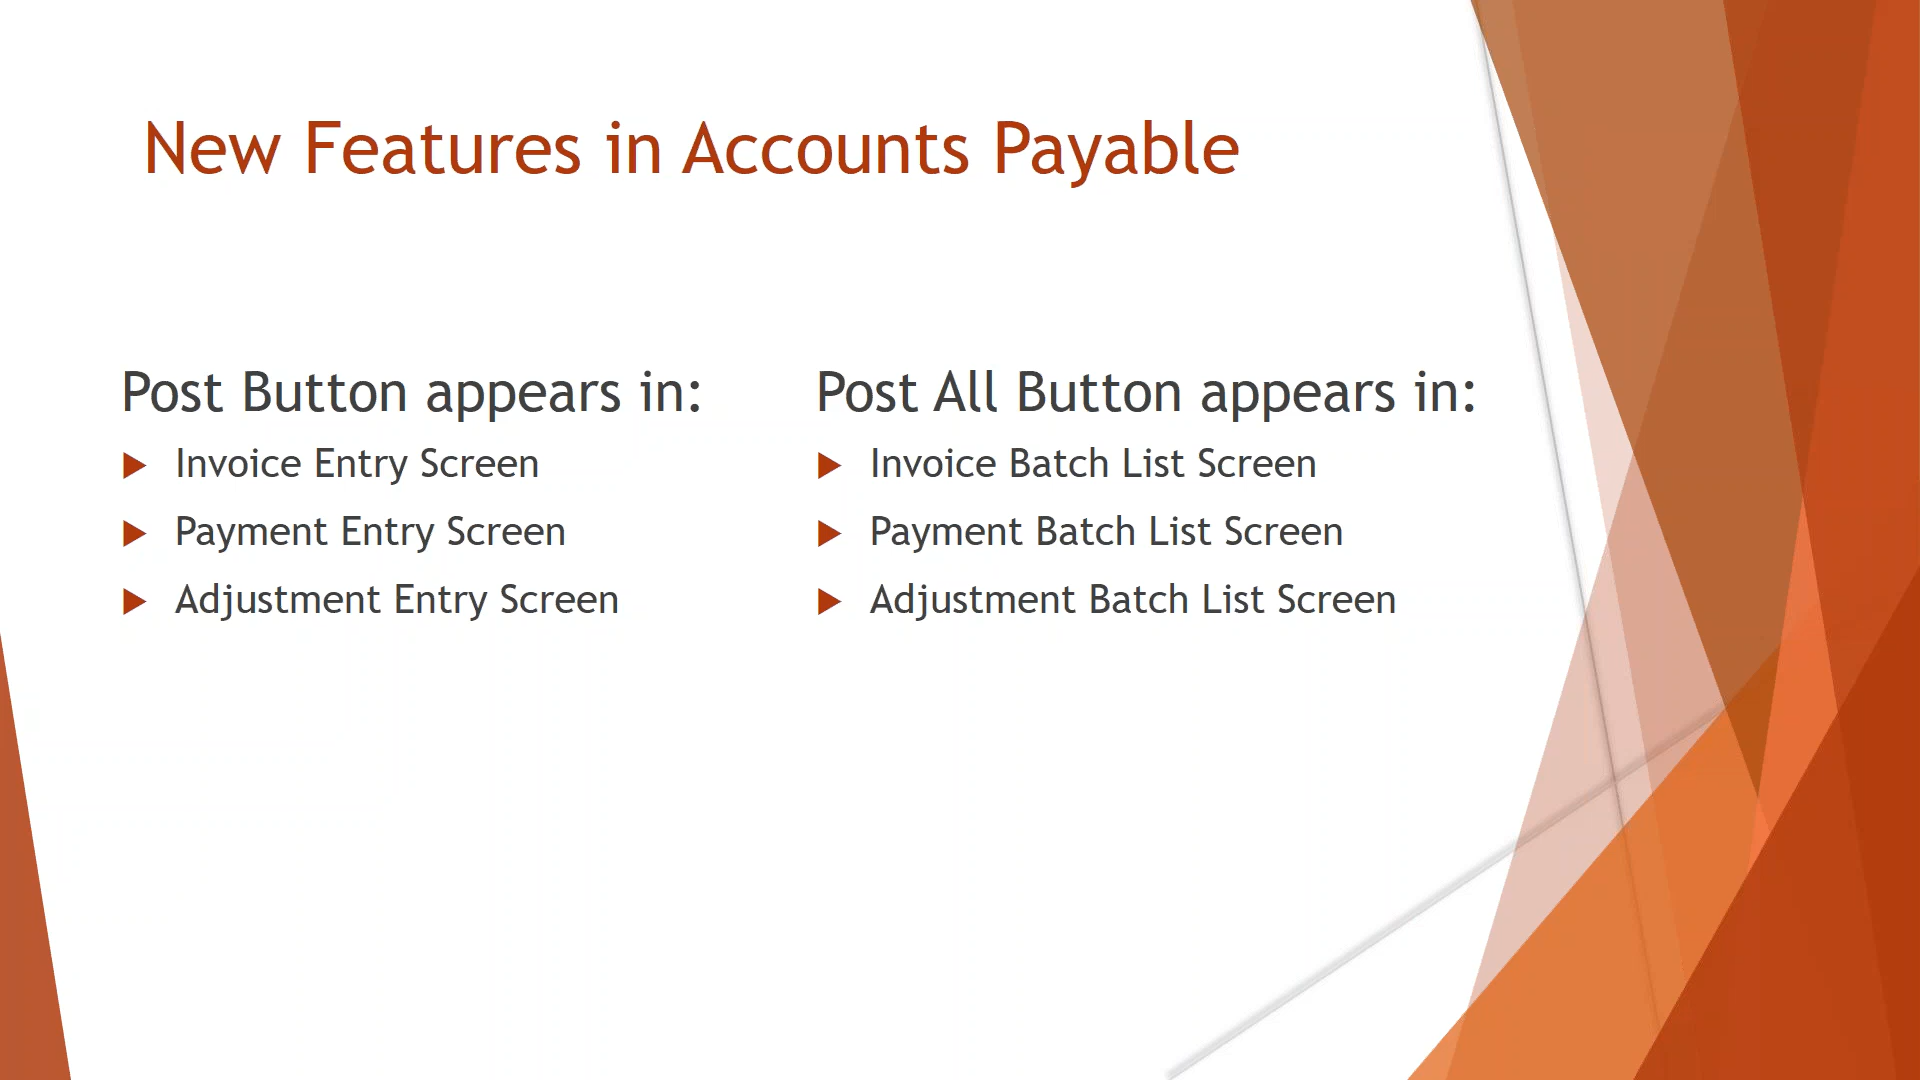 New Features in Accounts Payable
Post Button appears in:
Invoice Entry Screen
Payment Entry Screen
Adjustment Entry Screen
Post All Button appears in:
Invoice Batch List Screen
Payment Batch List Screen
Adjustment Batch List Screen